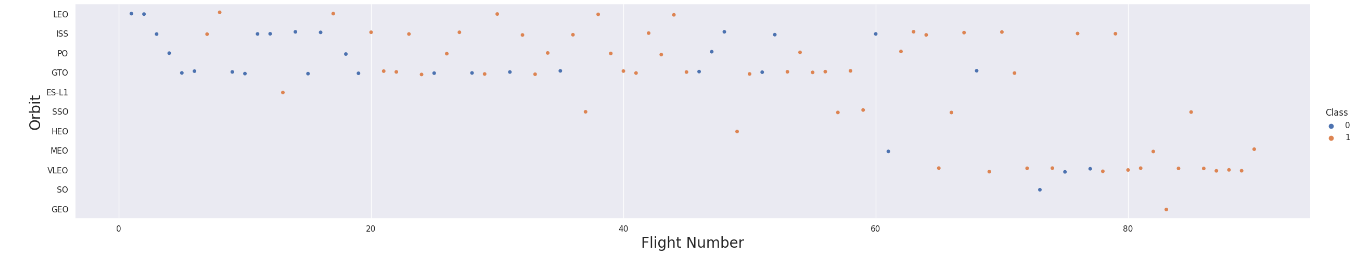 Orbit
LEO
ISS
PO
GTO
ES-L1
SSO
HEO
MEO
VLEO
SO
GEO
0 20 40 60 80
Flight Number
Class
0
1